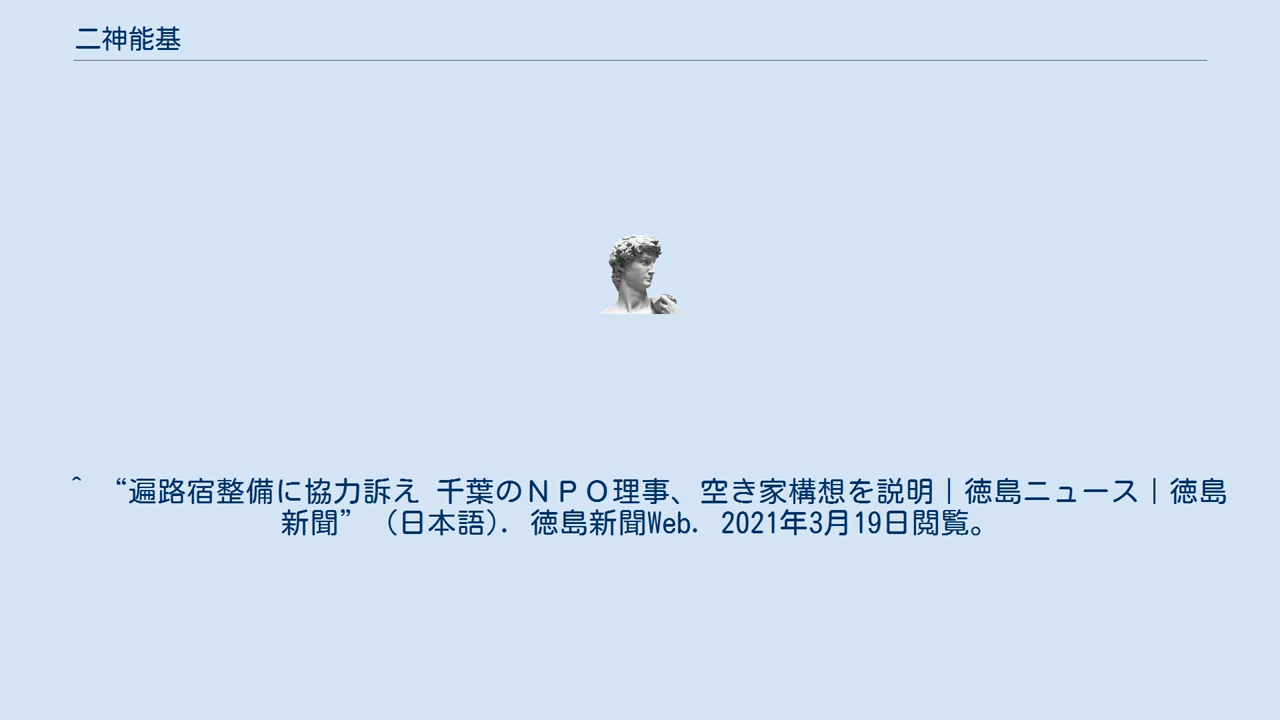 二神能基
^ “遍路宿整備に協力訴え 千葉のＮＰＯ理事、空き家構想を説明｜徳島ニュース｜徳島
新聞” （日本語）． 徳島新聞Web． 2021年3月19日閲覧。